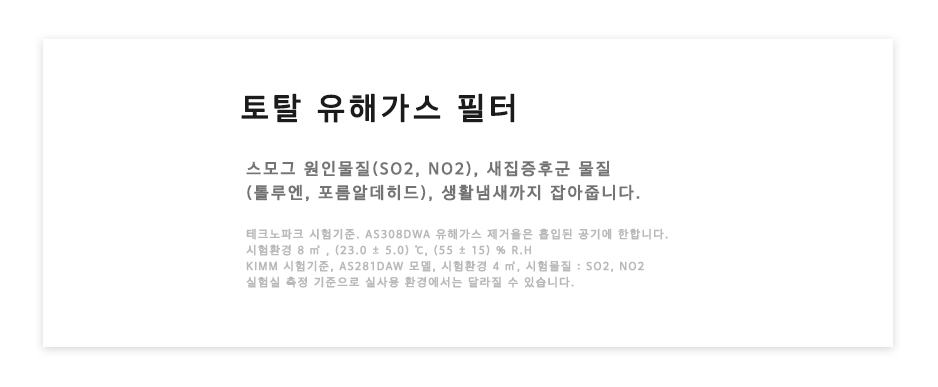 토탈 유해가스 필터
스모그 원인물질(SO2, NO2), 새집증후군 물질
(톨루엔, 포름알데히드), 생활냄새까지 잡아줍니다.
테크노파크 시험기준. AS308DWA 유해가스 제거율은 흡입된 공기에 한합니다.
시험환경 8 ㎥ , (23.0 ± 5.0) ℃, (55 ± 15) % R.H
KIMM 시험기준, AS281DAW 모델, 시험환경 4 ㎥, 시험물질 : SO2, NO2
실험실 측정 기준으로 실사용 환경에서는 달라질 수 있습니다.